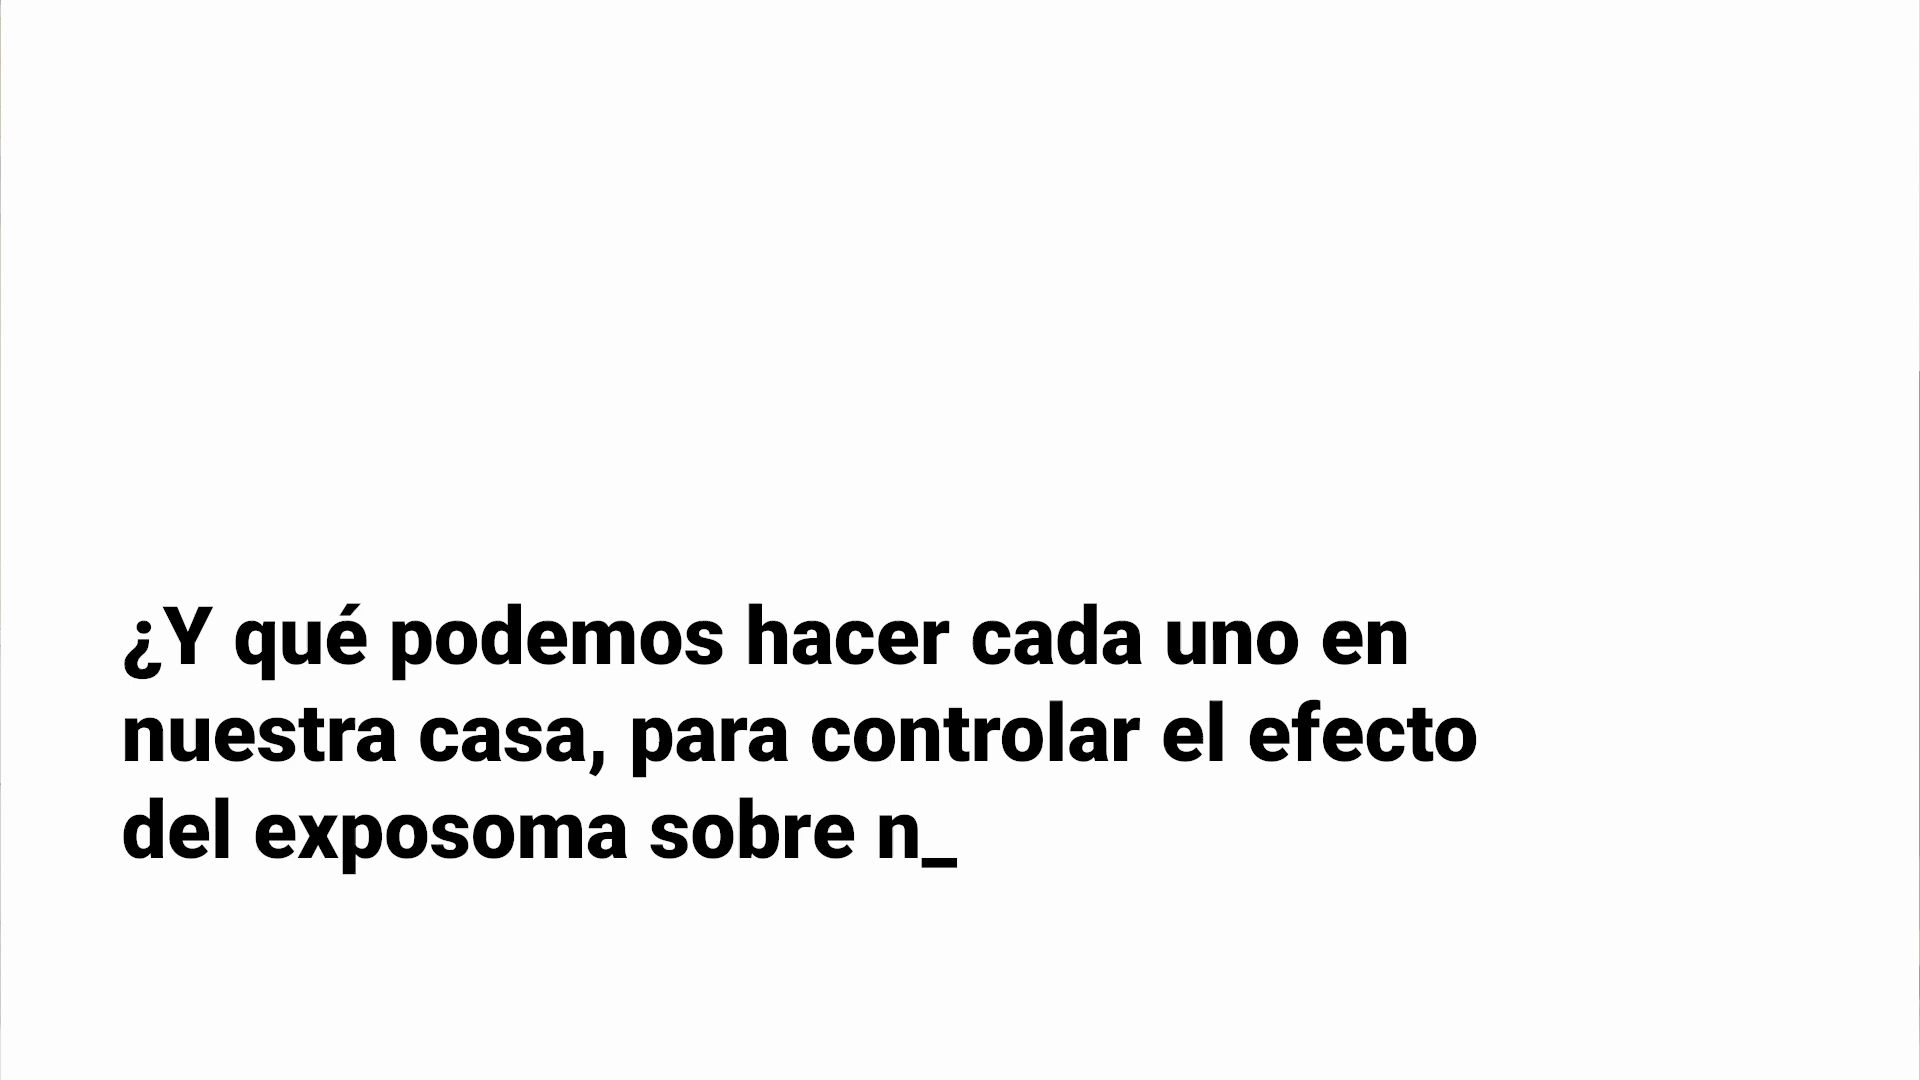 ¿Y qué podemos hacer cada uno en
nuestra casa, para controlar el efecto
del exposoma sobre n_